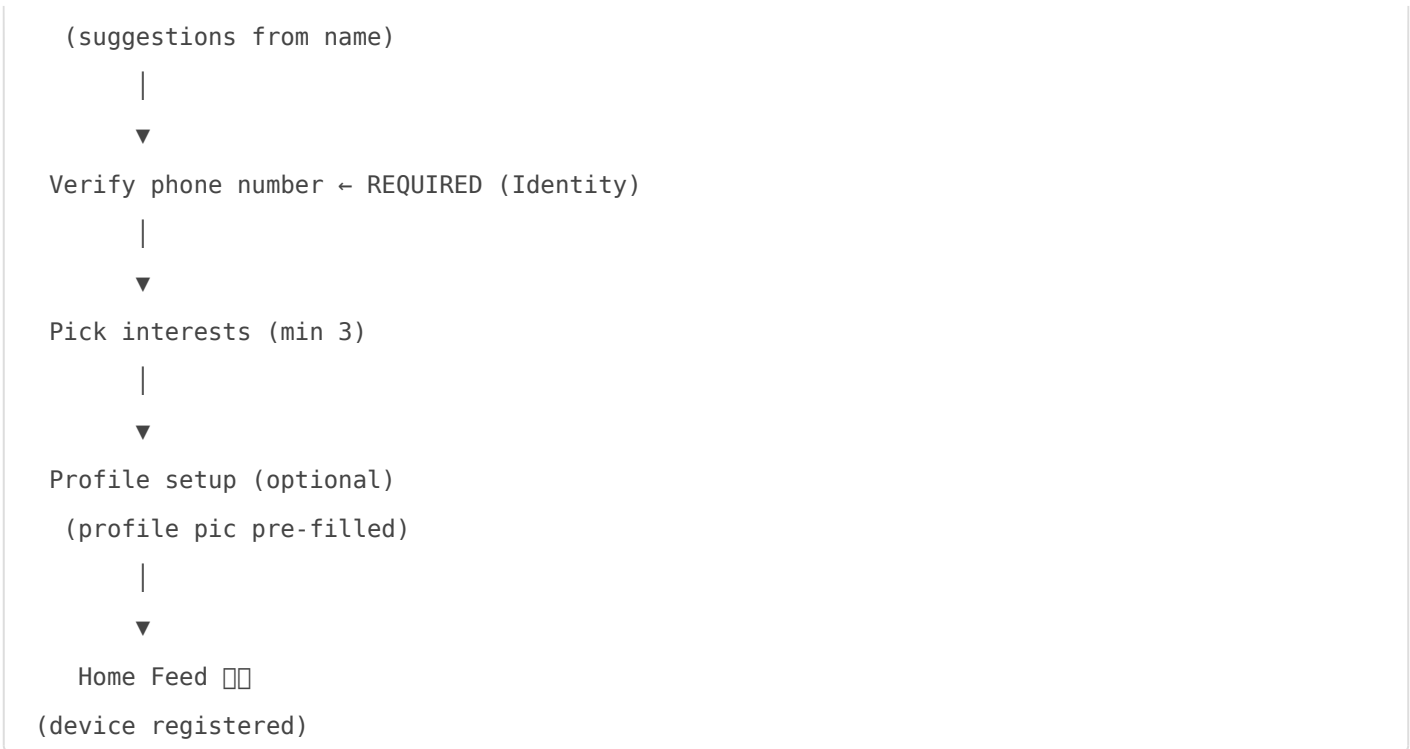 (suggestions from name)
│
▼
Verify phone number ← REQUIRED (Identity)
│
▼
Pick interests (min 3)
│
▼
Profile setup (optional)
(profile pic pre-filled)
│
▼
Home Feed
(device registered)